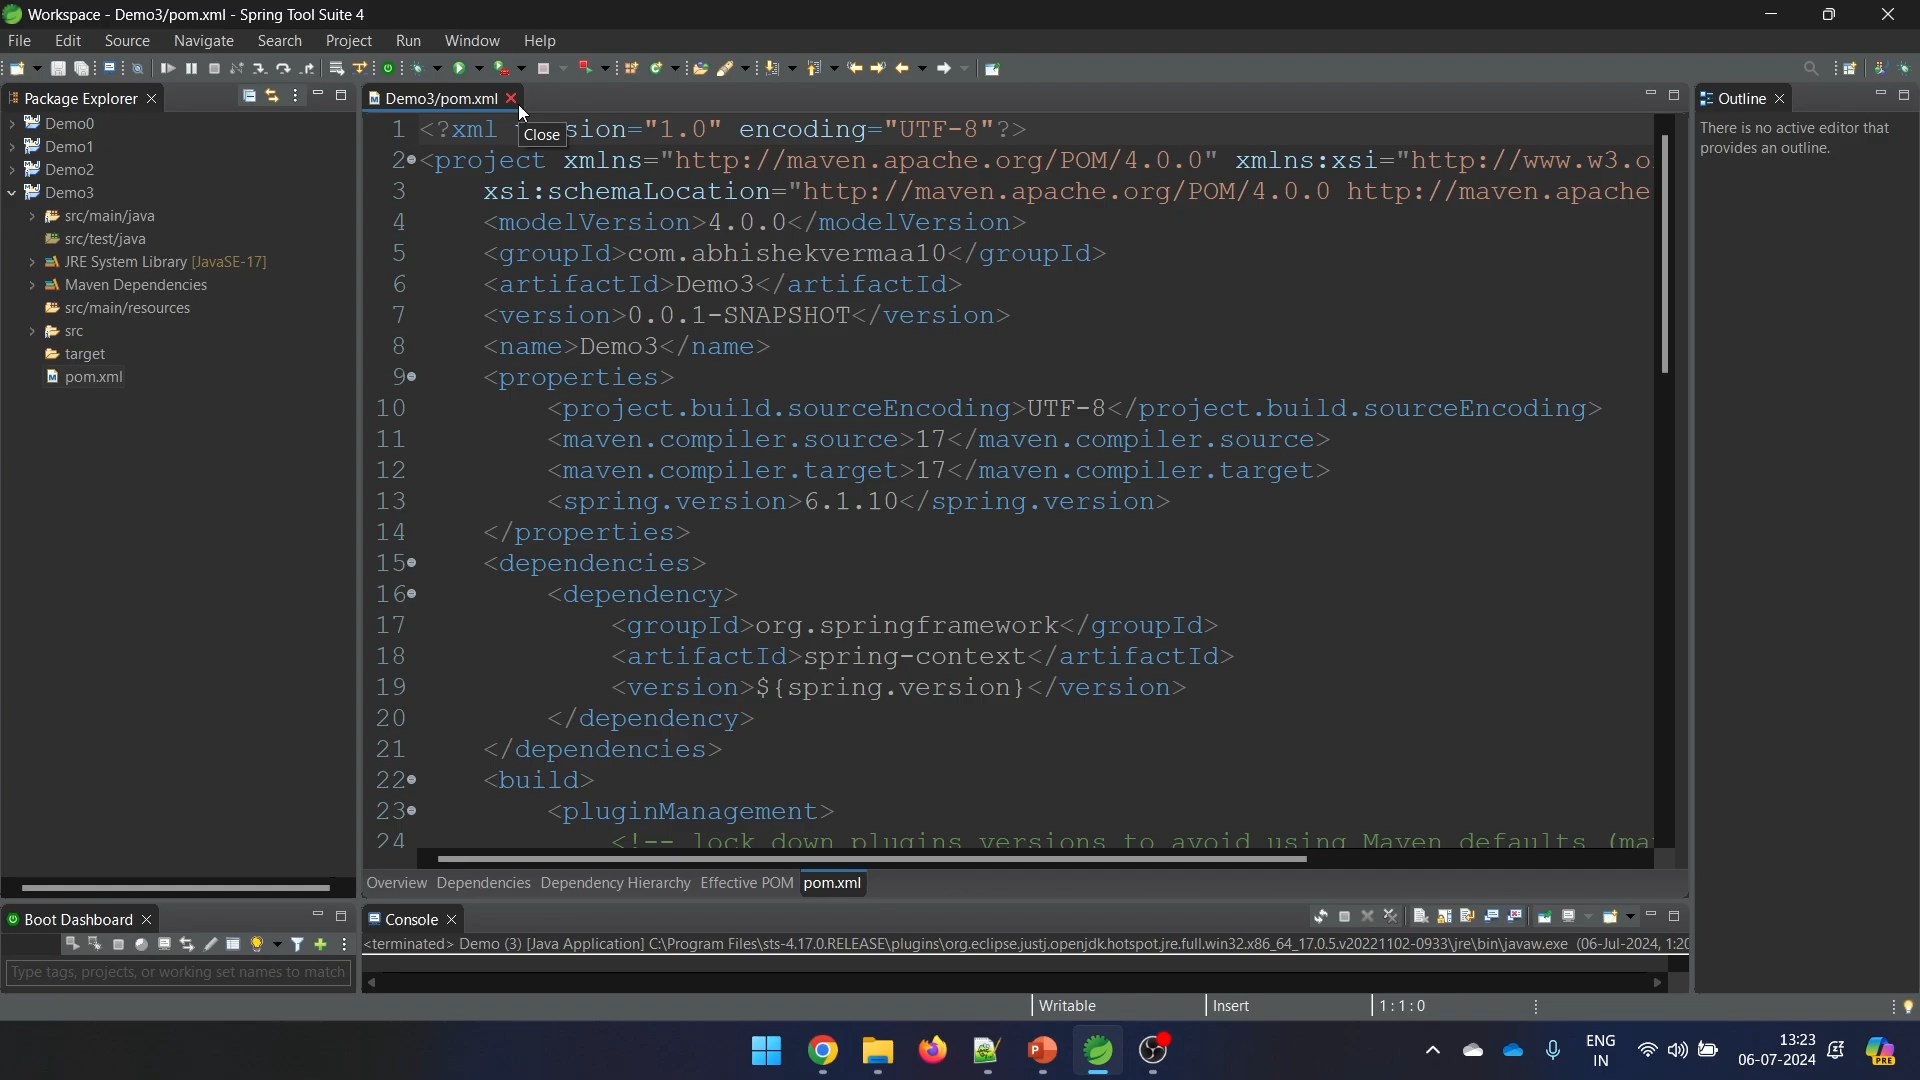 Workspace - Demo3/pom.xml - Spring Tool Suite 4
File Edit Source Navigate Search Project Run Window Help
Package Explorer
Demo3/pom.xml
Outline
Close
Demo0
Demo1
Demo2
Demo3
src/main/java
src/test/java
JRE System Library [JavaSE-17]
Maven Dependencies
src/main/resources
src
target
pom.xml
1 <?xml sion="1.0" encoding="UTF-8"?>
2 <project xmlns="http://maven.apache.org/POM/4.0.0" xmlns:xsi="http://www.w3.o
3 xsi:schemaLocation="http://maven.apache.org/POM/4.0.0 http://maven.apache
4 <modelVersion>4.0.0</modelVersion>
5 <groupId>com.abhishekvermaa10</groupId>
6 <artifactId>Demo3</artifactId>
7 <version>0.0.1-SNAPSHOT</version>
8 <name>Demo3</name>
9 <properties>
10 <project.build.sourceEncoding>UTF-8</project.build.sourceEncoding>
11 <maven.compiler.source>17</maven.compiler.source>
12 <maven.compiler.target>17</maven.compiler.target>
13 <spring.version>6.1.10</spring.version>
14 </properties>
15 <dependencies>
16 <dependency>
17 <groupId>org.springframework</groupId>
18 <artifactId>spring-context</artifactId>
19 <version>${spring.version}</version>
20 </dependency>
21 </dependencies>
22 <build>
23 <pluginManagement>
24 <!-- lock down plugins versions to avoid using Maven defaults (ma
Overview Dependencies Dependency Hierarchy Effective POM pom.xml
There is no active editor that
provides an outline.
Boot Dashboard
Type tags, projects, or working set names to match
Console
<terminated> Demo (3) [Java Application] C:\Program Files\sts-4.17.0.RELEASE\plugins\org.eclipse.justj.openjdk.hotspot.jre.full.win32.x86_64_17.0.5.v20221102-0933\jre\bin\javaw.exe (06-Jul-2024, 1:20
Writable Insert 1 : 1 : 0
ENG
IN
13:23
06-07-2024
PRE